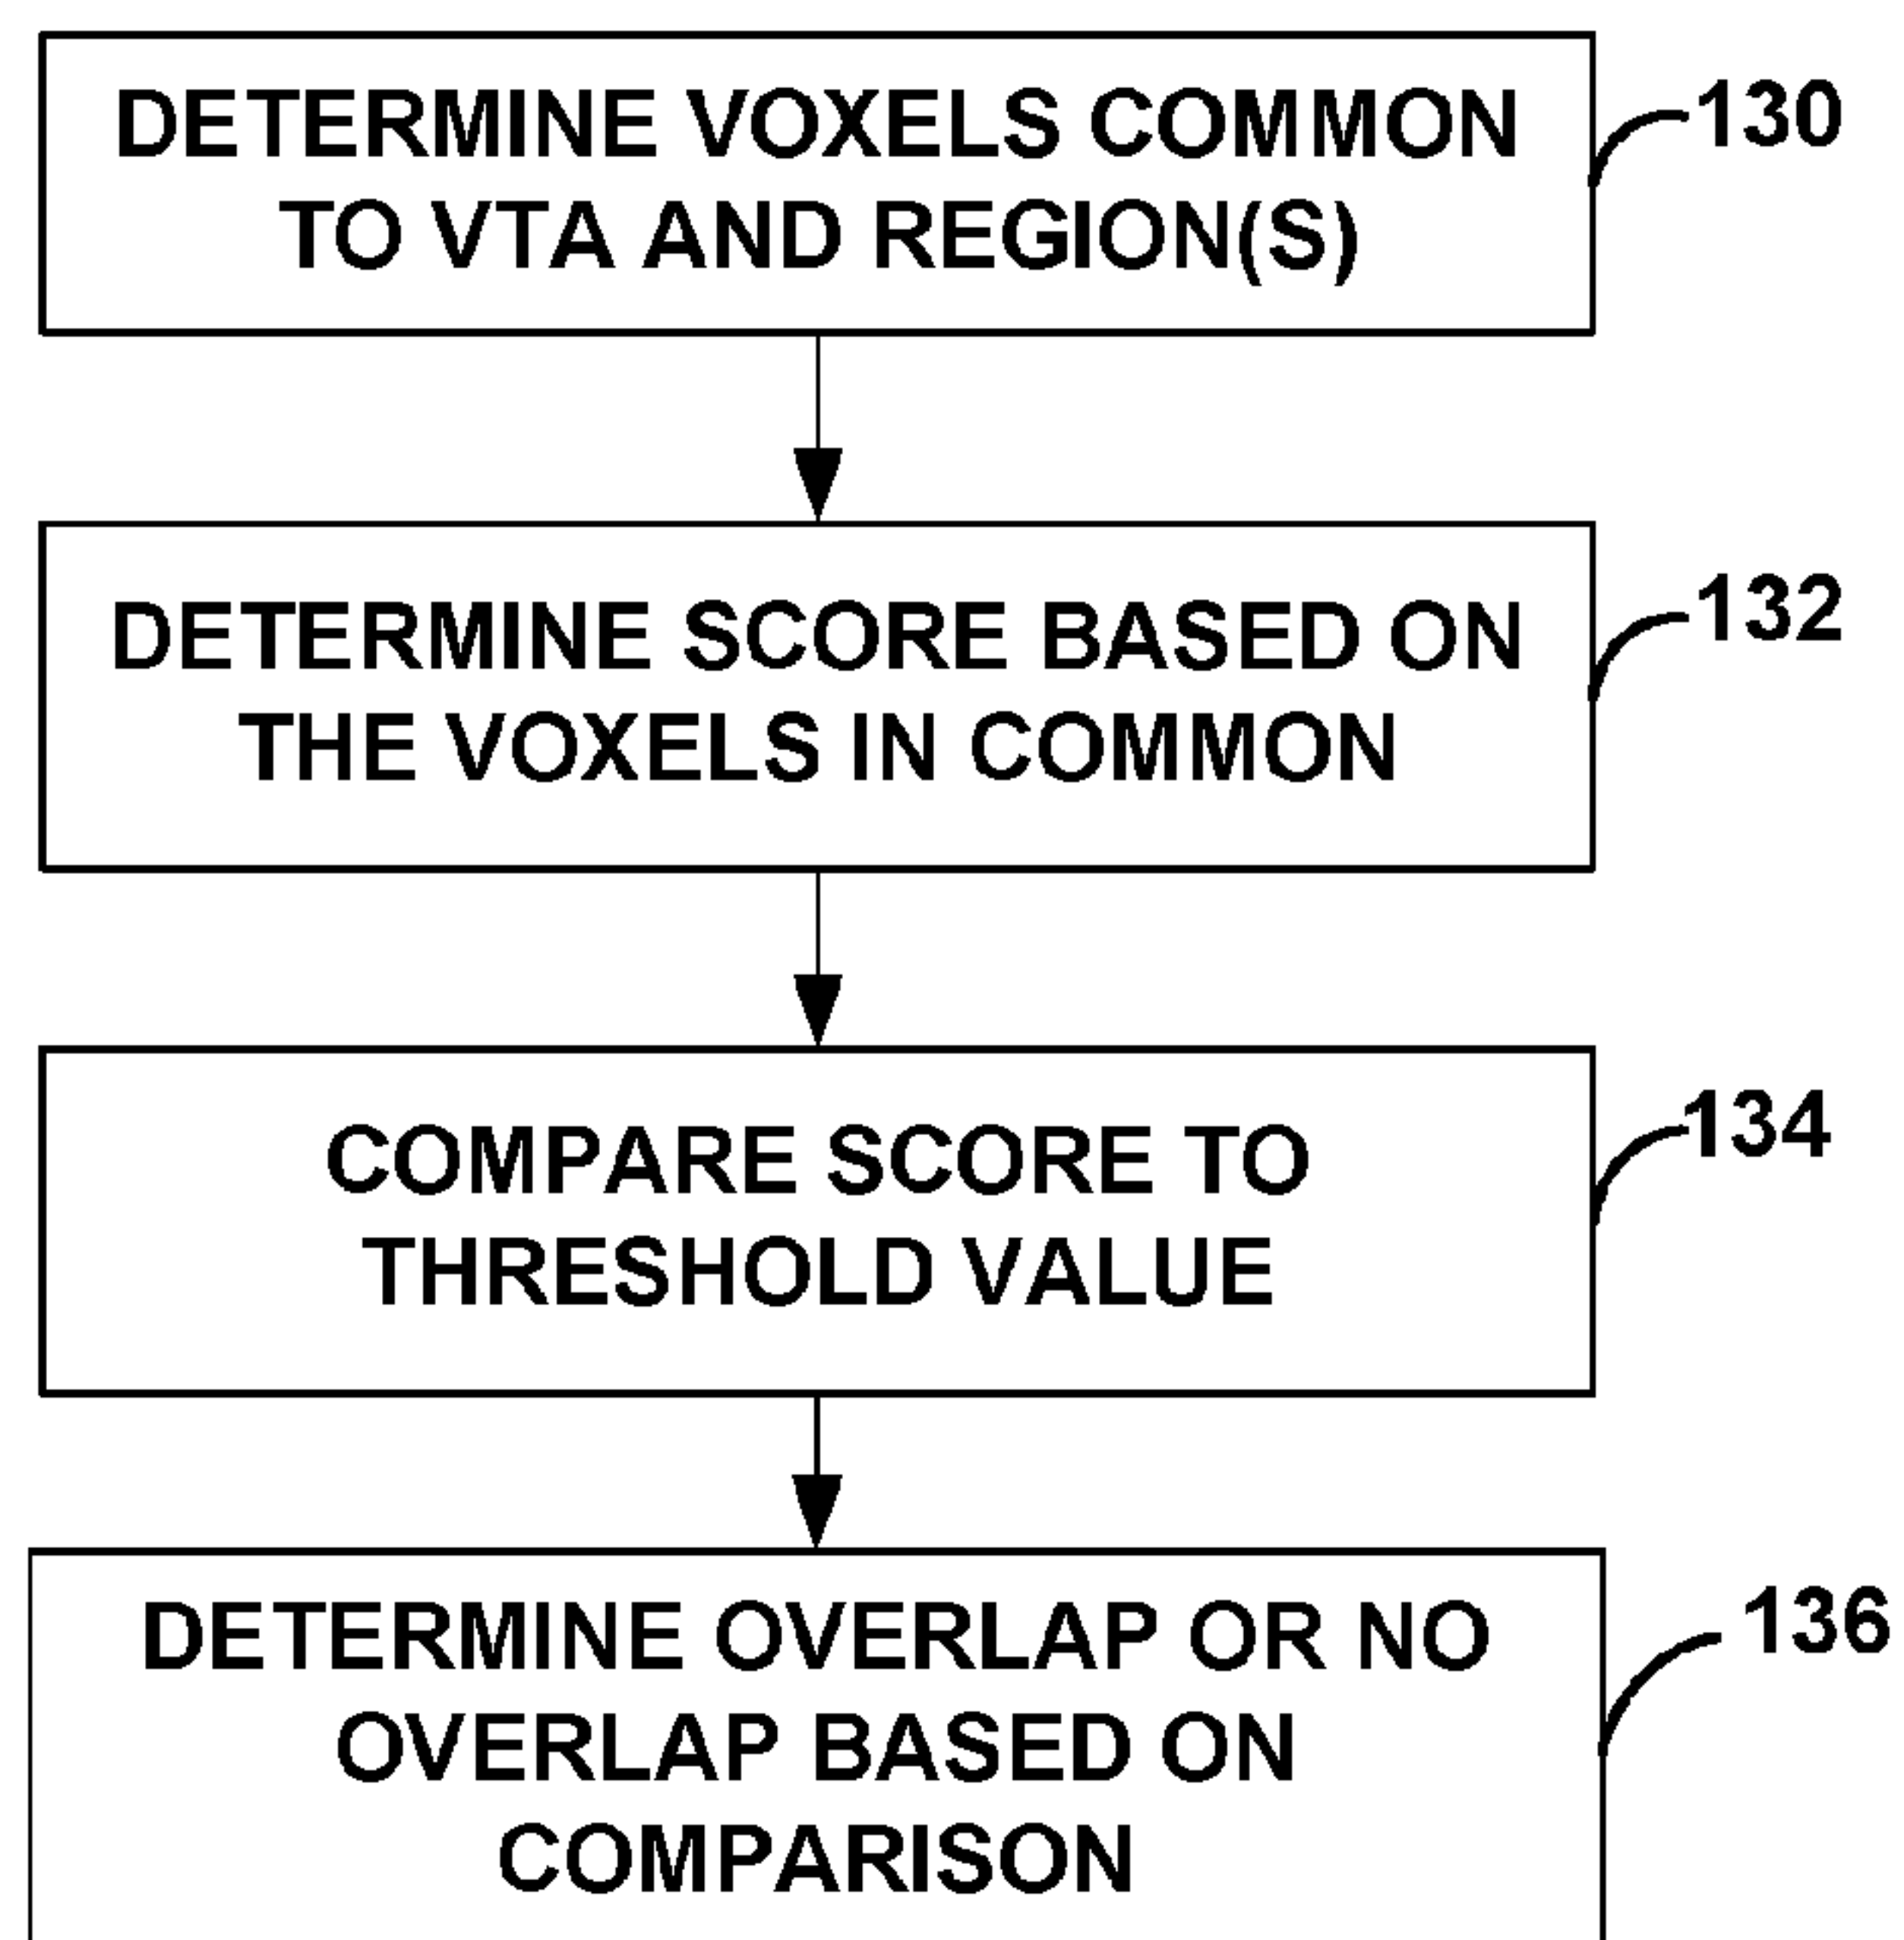 DETERMINE VOXELS COMMON
TO VTA AND REGION(S)
130
DETERMINE SCORE BASED ON
THE VOXELS IN COMMON
132
COMPARE SCORE TO
THRESHOLD VALUE
134
DETERMINE OVERLAP OR NO
OVERLAP BASED ON
COMPARISON
136